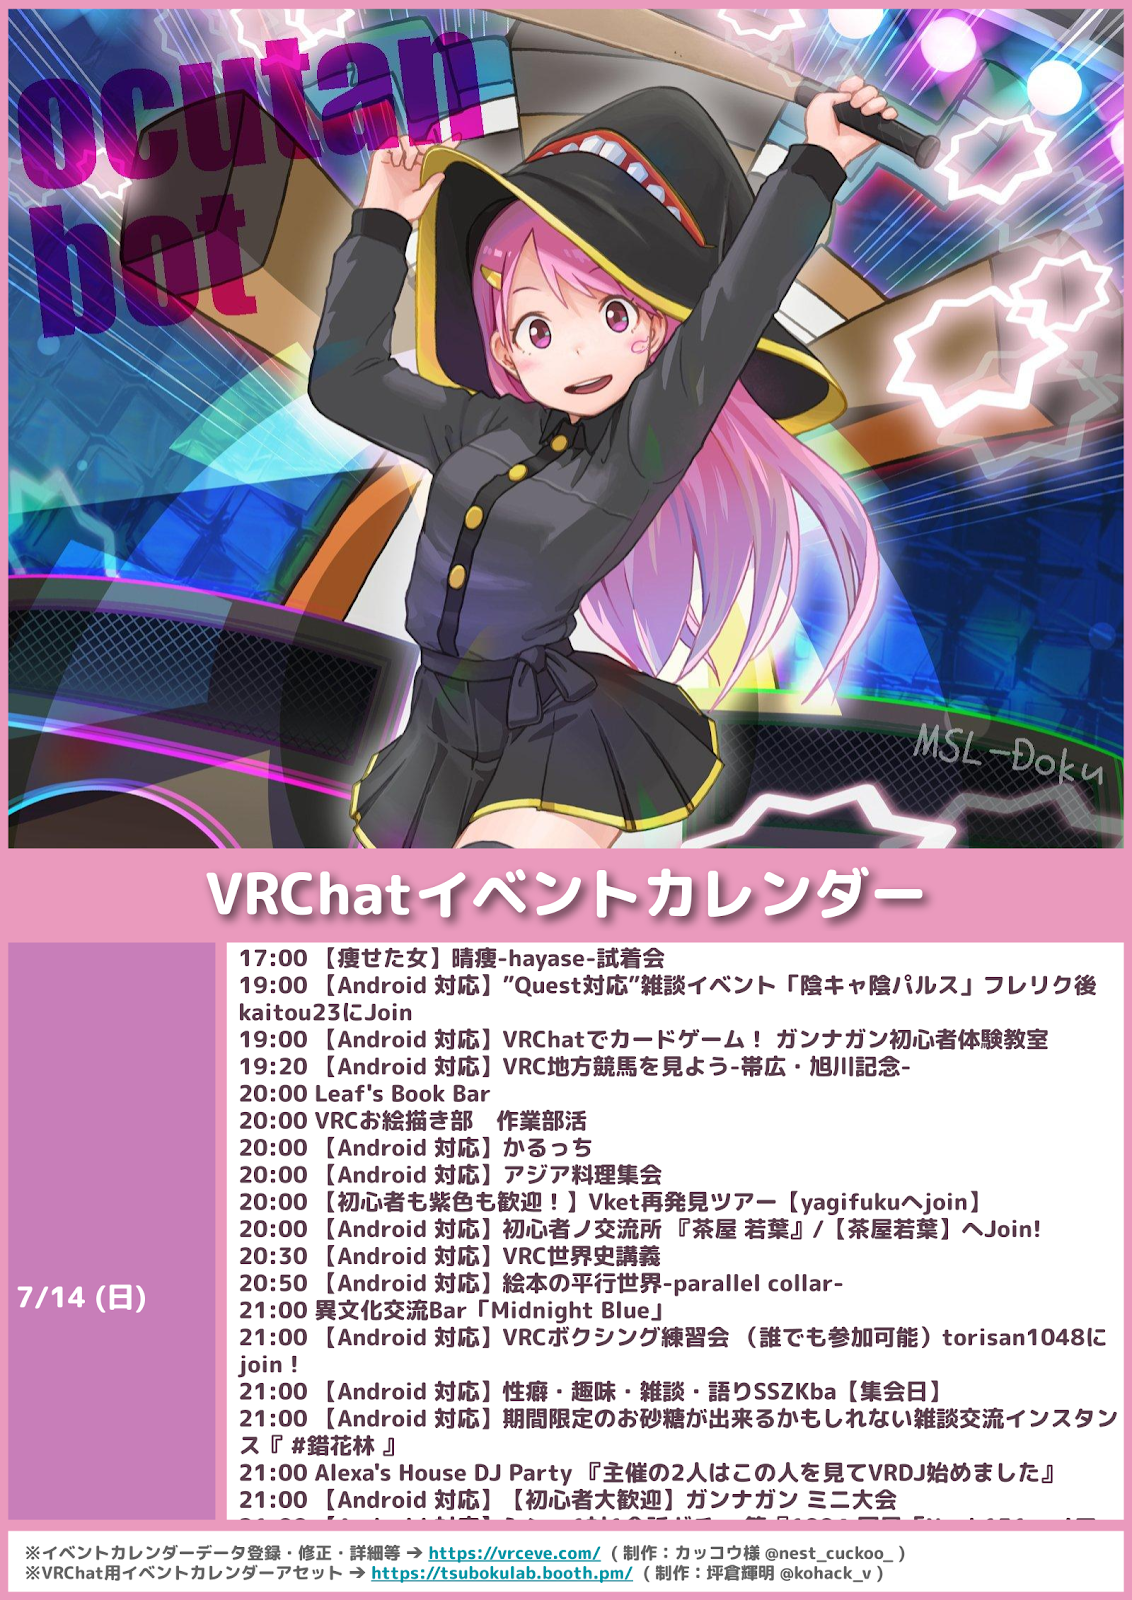 ocutan
bot
MSL-Doku
VRChatイベントカレンダー
7/14 (日)
17:00 【痩せた女】晴痩-hayase-試着会
19:00 【Android 対応】”Quest対応”雑談イベント「陰キャ陰パルス」フレリク後
kaitou23にJoin
19:00 【Android 対応】VRChatでカードゲーム！ ガンナガン初心者体験教室
19:20 【Android 対応】VRC地方競馬を見よう-帯広・旭川記念-
20:00 Leaf's Book Bar
20:00 VRCお絵描き部　作業部活
20:00 【Android 対応】かるっち
20:00 【Android 対応】アジア料理集会
20:00 【初心者も紫色も歓迎！】Vket再発見ツアー【yagifukuへjoin】
20:00 【Android 対応】初心者ノ交流所 『茶屋 若葉』/【茶屋若葉】へJoin!
20:30 【Android 対応】VRC世界史講義
20:50 【Android 対応】絵本の平行世界-parallel collar-
21:00 異文化交流Bar「Midnight Blue」
21:00 【Android 対応】VRCボクシング練習会 （誰でも参加可能）torisan1048に
join！
21:00 【Android 対応】性癖・趣味・雑談・語りSSZKba【集会日】
21:00 【Android 対応】期間限定のお砂糖が出来るかもしれない雑談交流インスタン
ス『 #錯花林 』
21:00 Alexa's House DJ Party 『主催の2人はこの人を見てVRDJ始めました』
21:00 【Android 対応】【初心者大歓迎】ガンナガン ミニ大会
※イベントカレンダーデータ登録・修正・詳細等 ➔ https://vrceve.com/ ( 制作：カッコウ様 @nest_cuckoo_ )
※VRChat用イベントカレンダーアセット ➔ https://tsubokulab.booth.pm/ ( 制作：坪倉輝明 @kohack_v )